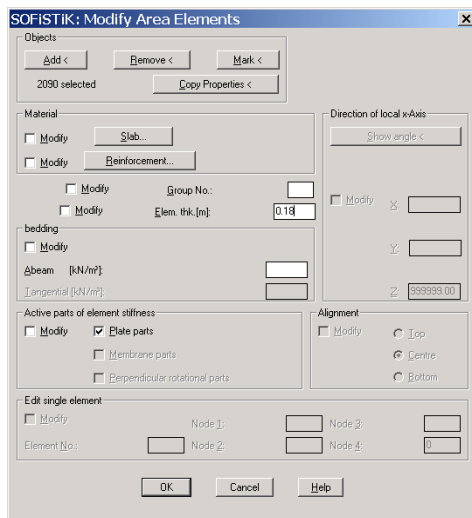 SOFiSTiK: Modify Area Elements
Objects
Add < Remove < Mark <
2090 selected Copy Properties <
Material
Modify Slab...
Modify Reinforcement...
Modify Group No.:
Modify Elem. thk.[m]: 0.18
bedding
Modify
Abeam [kN/m³]:
Tangential [kN/m³]:
Direction of local x-Axis
Show angle <
Modify X:
Y:
Z: 999999.00
Active parts of element stiffness
Modify Plate parts
Membrane parts
Perpendicular rotational parts
Alignment
Modify Top
Centre
Bottom
Edit single element
Modify Node 1: Node 3:
Element No.: Node 2: Node 4: 0
OK Cancel Help